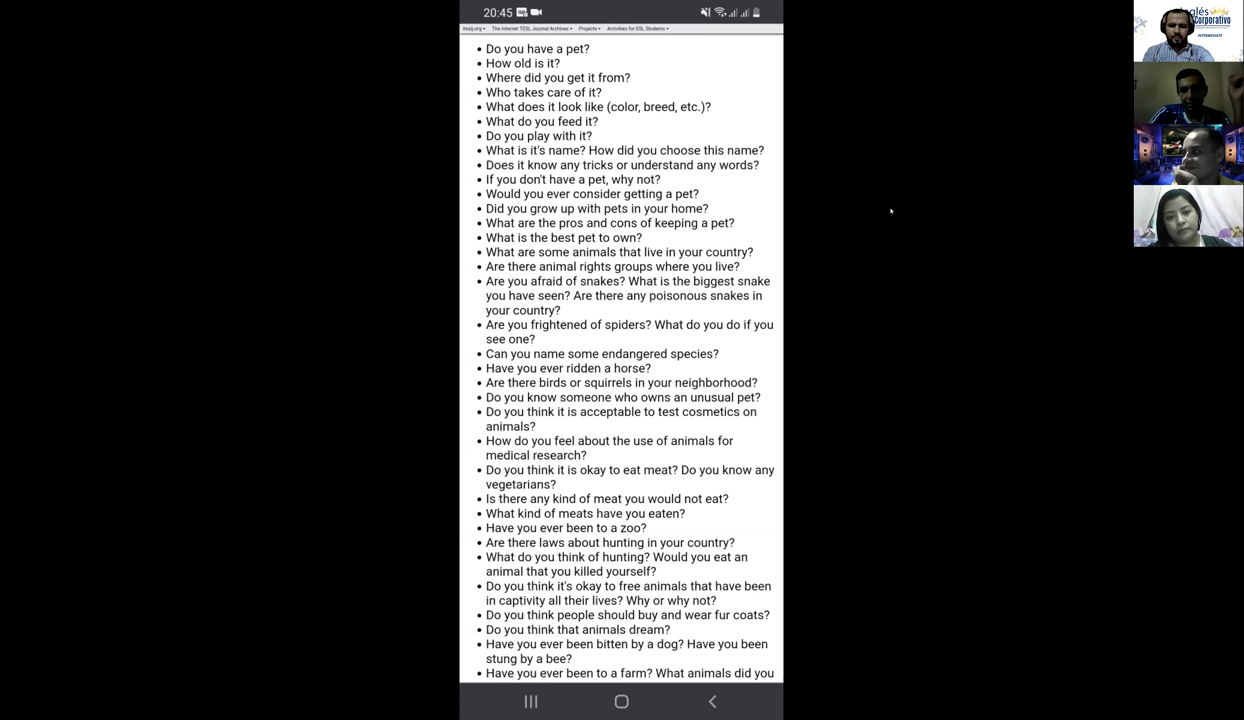 20:45
iteslj.org
The Internet TESL Journal Archives
Projects
Activities for ESL Students
• Do you have a pet?
• How old is it?
• Where did you get it from?
• Who takes care of it?
• What does it look like (color, breed, etc.)?
• What do you feed it?
• Do you play with it?
• What is it's name? How did you choose this name?
• Does it know any tricks or understand any words?
• If you don't have a pet, why not?
• Would you ever consider getting a pet?
• Did you grow up with pets in your home?
• What are the pros and cons of keeping a pet?
• What is the best pet to own?
• What are some animals that live in your country?
• Are there animal rights groups where you live?
• Are you afraid of snakes? What is the biggest snake
you have seen? Are there any poisonous snakes in
your country?
• Are you frightened of spiders? What do you do if you
see one?
• Can you name some endangered species?
• Have you ever ridden a horse?
• Are there birds or squirrels in your neighborhood?
• Do you know someone who owns an unusual pet?
• Do you think it is acceptable to test cosmetics on
animals?
• How do you feel about the use of animals for
medical research?
• Do you think it is okay to eat meat? Do you know any
vegetarians?
• Is there any kind of meat you would not eat?
• What kind of meats have you eaten?
• Have you ever been to a zoo?
• Are there laws about hunting in your country?
• What do you think of hunting? Would you eat an
animal that you killed yourself?
• Do you think it's okay to free animals that have been
in captivity all their lives? Why or why not?
• Do you think people should buy and wear fur coats?
• Do you think that animals dream?
• Have you ever been bitten by a dog? Have you been
stung by a bee?
• Have you ever been to a farm? What animals did you
INTERMEDIATE